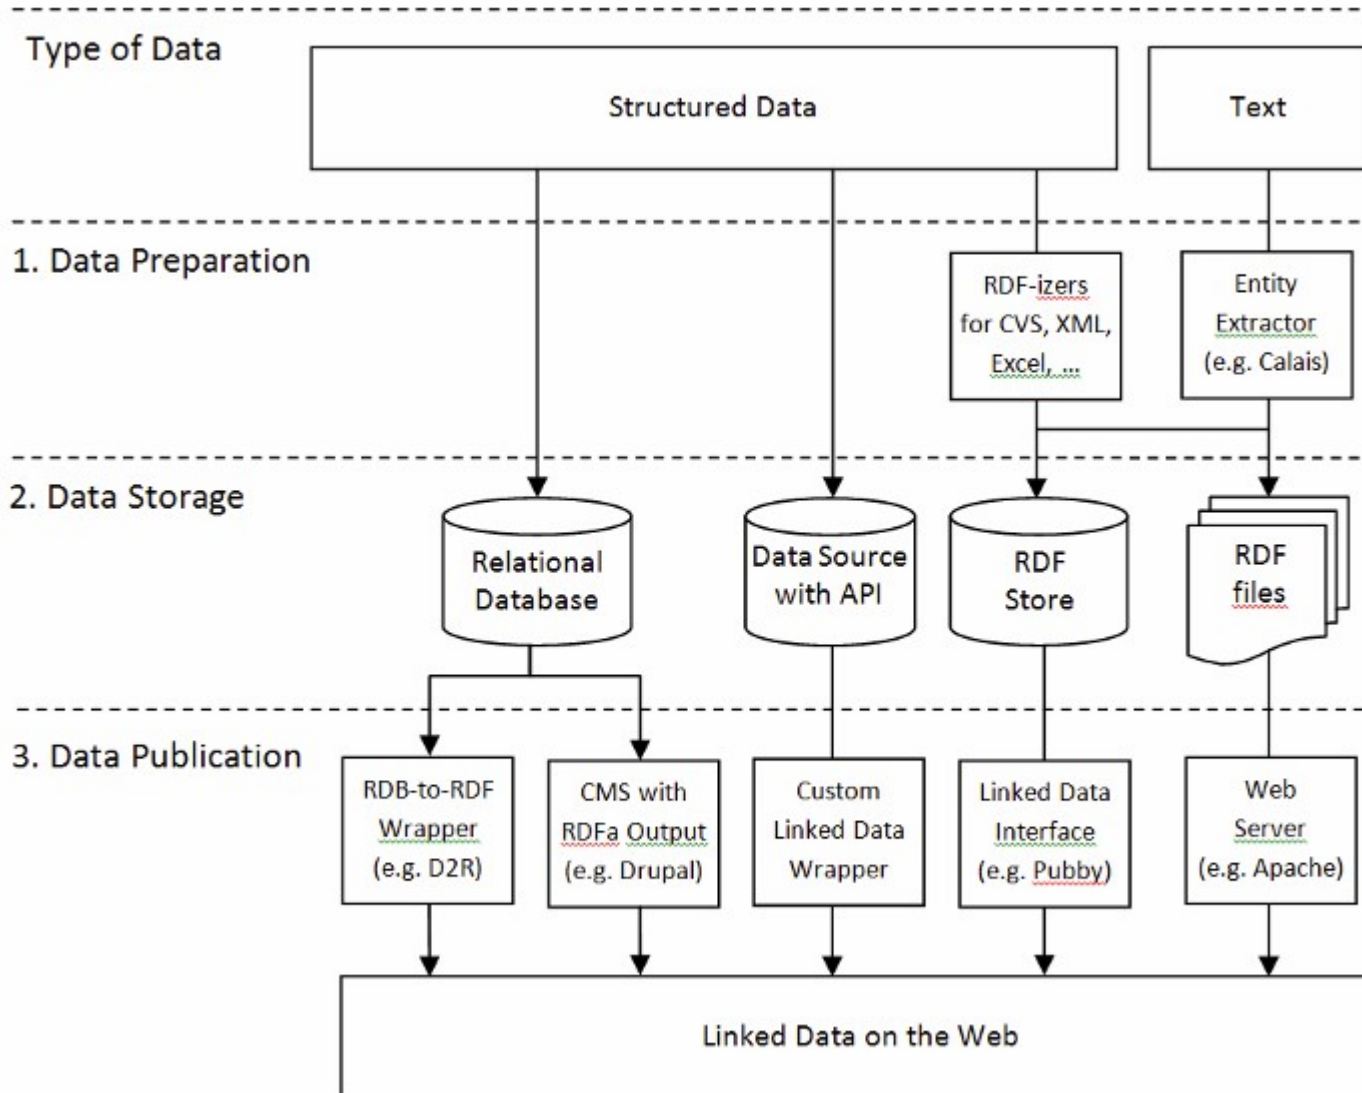 Type of Data
Structured Data
Text
1. Data Preparation
RDF-izers
for CVS, XML,
Excel, ...
Entity
Extractor
(e.g. Calais)
2. Data Storage
Relational
Database
Data Source
with API
RDF
Store
RDF
files
3. Data Publication
RDB-to-RDF
Wrapper
(e.g. D2R)
CMS with
RDFa Output
(e.g. Drupal)
Custom
Linked Data
Wrapper
Linked Data
Interface
(e.g. Pubby)
Web
Server
(e.g. Apache)
Linked Data on the Web